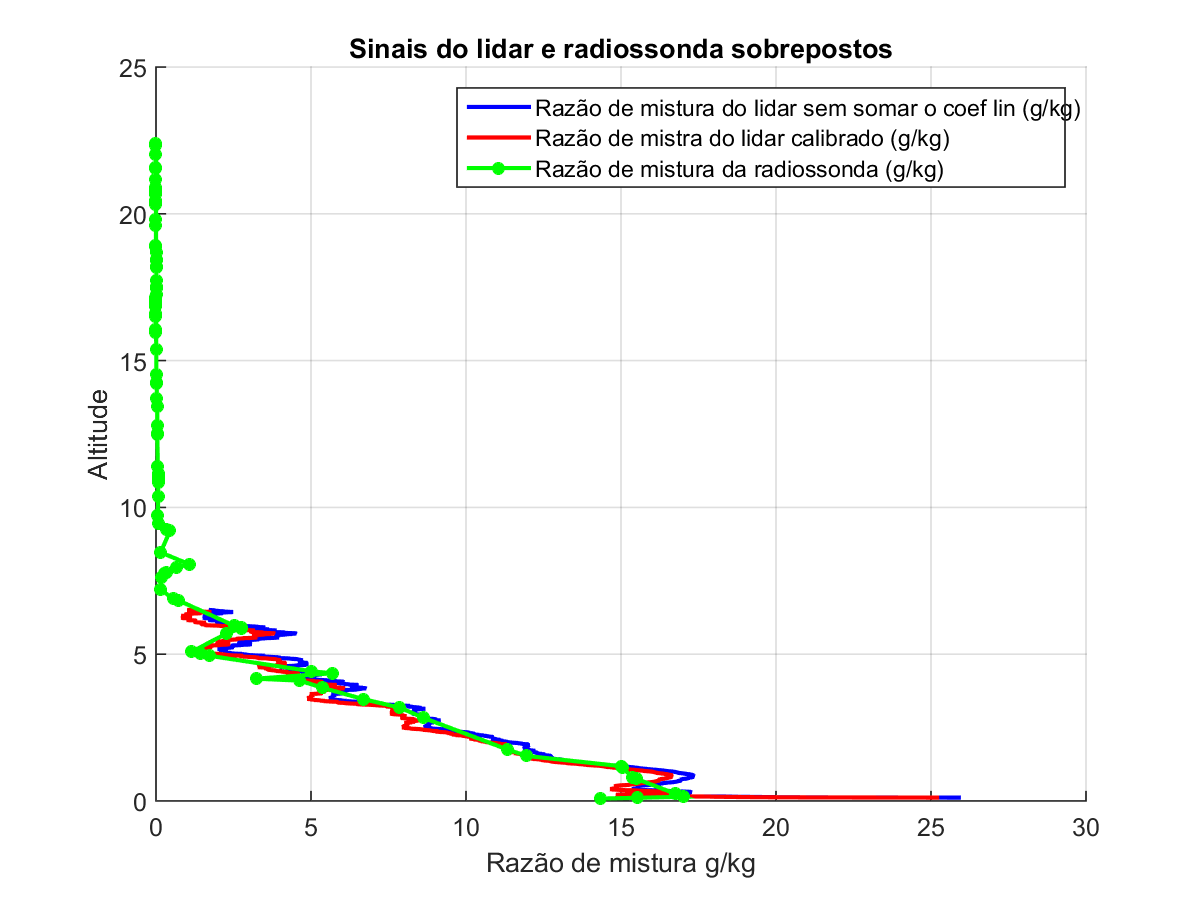 Sinais do lidar e radiossonda sobrepostos
25
Razão de mistura do lidar sem somar o coef lin (g/kg)
Razão de mistra do lidar calibrado (g/kg)
Razão de mistura da radiossonda (g/kg)
20
15
Altitude
10
5
0
0 5 10 15 20 25 30
Razão de mistura g/kg